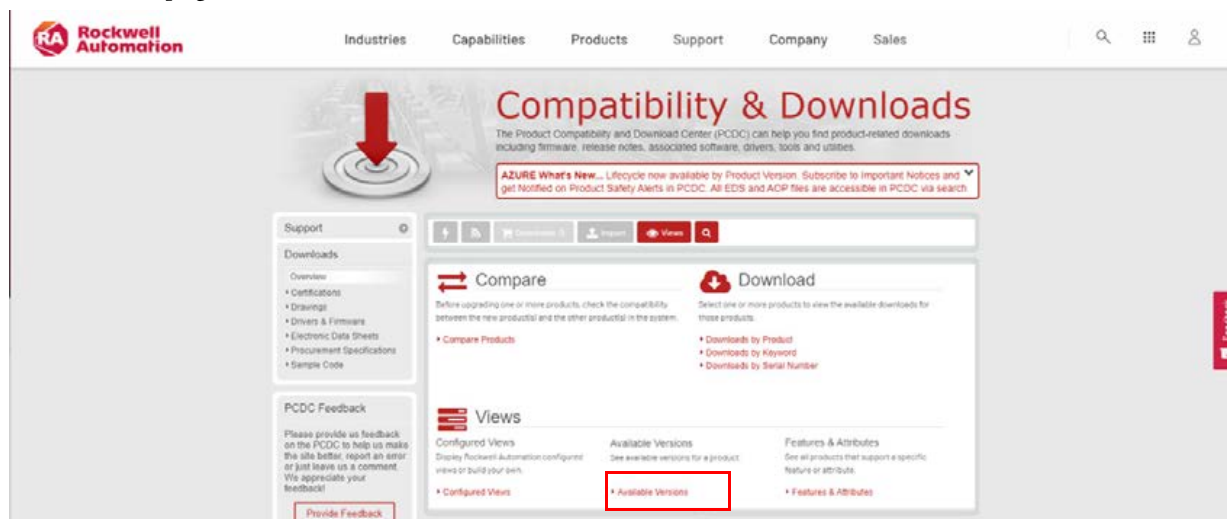 Rockwell
Automation
Industries Capabilities Products Support Company Sales
Compatibility & Downloads
The Product Compatibility and Download Center (PCDC) can help you find product-related downloads
including firmware, release notes, associated software, drivers, tools and utilities.
AZURE What's New... Lifecycle now available by Product Version. Subscribe to Important Notices and
get Notified on Product Safety Alerts in PCDC. All EDS and AOP files are accessible in PCDC via search
Support
Downloads
Overview
Certifications
Drawings
Drivers & Firmware
Electronic Data Sheets
Procurement Specifications
Sample Code
PCDC Feedback
Please provide us feedback
on the PCDC to help us make
the site better, report an error
or just leave us a comment.
We appreciate your
feedback!
Provide Feedback
Downloads Import Views
Compare
Before upgrading one or more products, check the compatibility
between the new product(s) and the other product(s) in the system.
Compare Products
Download
Select one or more products to view the available downloads for
those products.
Downloads by Product
Downloads by Keyword
Downloads by Serial Number
Views
Configured Views
Display Rockwell Automation configured
views or build your own.
Configured Views
Available Versions
See available versions for a product.
Available Versions
Features & Attributes
See all products that support a specific
feature or attribute.
Features & Attributes